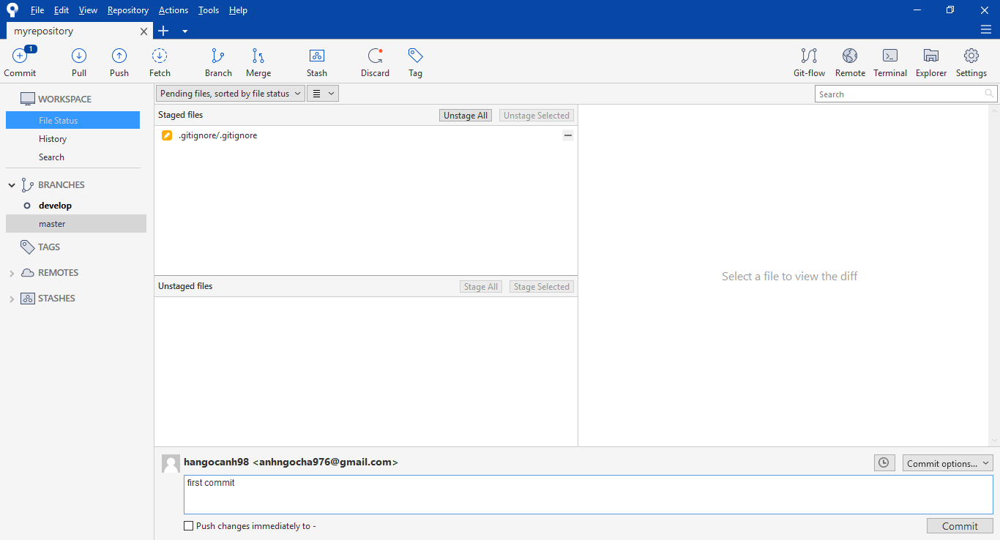 File Edit View Repository Actions Tools Help
myrepository
1
Commit Pull Push Fetch Branch Merge Stash Discard Tag Git-flow Remote Terminal Explorer Settings
WORKSPACE
File Status
History
Search
BRANCHES
develop
master
TAGS
REMOTES
STASHES
Pending files, sorted by file status
Search
Staged files Unstage All Unstage Selected
.gitignore/.gitignore
Unstaged files Stage All Stage Selected
Select a file to view the diff
hangocanh98 <anhngocha976@gmail.com>
Commit options...
first commit
Push changes immediately to -
Commit